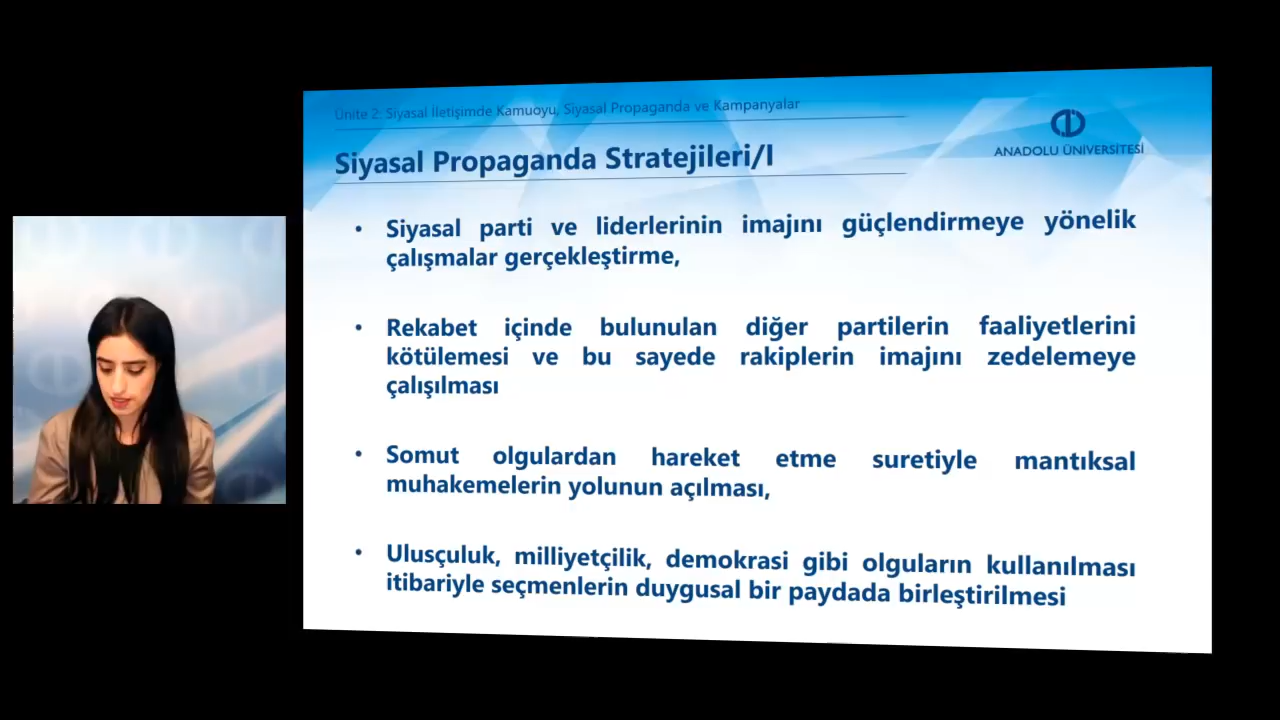 Ünite 2: Siyasal İletişimde Kamuoyu, Siyasal Propaganda ve Kampanyalar
ANADOLU ÜNİVERSİTESİ
Siyasal Propaganda Stratejileri/I
• Siyasal parti ve liderlerinin imajını güçlendirmeye yönelik
çalışmalar gerçekleştirme,
• Rekabet içinde bulunulan diğer partilerin faaliyetlerini
kötülemesi ve bu sayede rakiplerin imajını zedelemeye
çalışılması
• Somut olgulardan hareket etme suretiyle mantıksal
muhakemelerin yolunun açılması,
• Ulusçuluk, milliyetçilik, demokrasi gibi olguların kullanılması
itibariyle seçmenlerin duygusal bir paydada birleştirilmesi